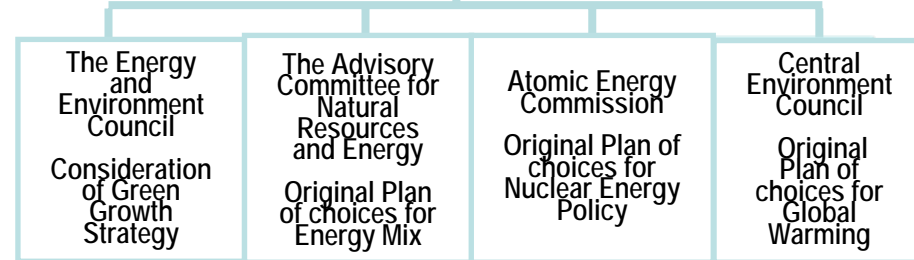 The Energy
and
Environment
Council
Consideration
of Green
Growth
Strategy
The Advisory
Committee for
Natural
Resources
and Energy
Original Plan
of choices for
Energy Mix
Atomic Energy
Commission
Original Plan of
choices for
Nuclear Energy
Policy
Central
Environment
Council
Original
Plan of
choices for
Global
Warming